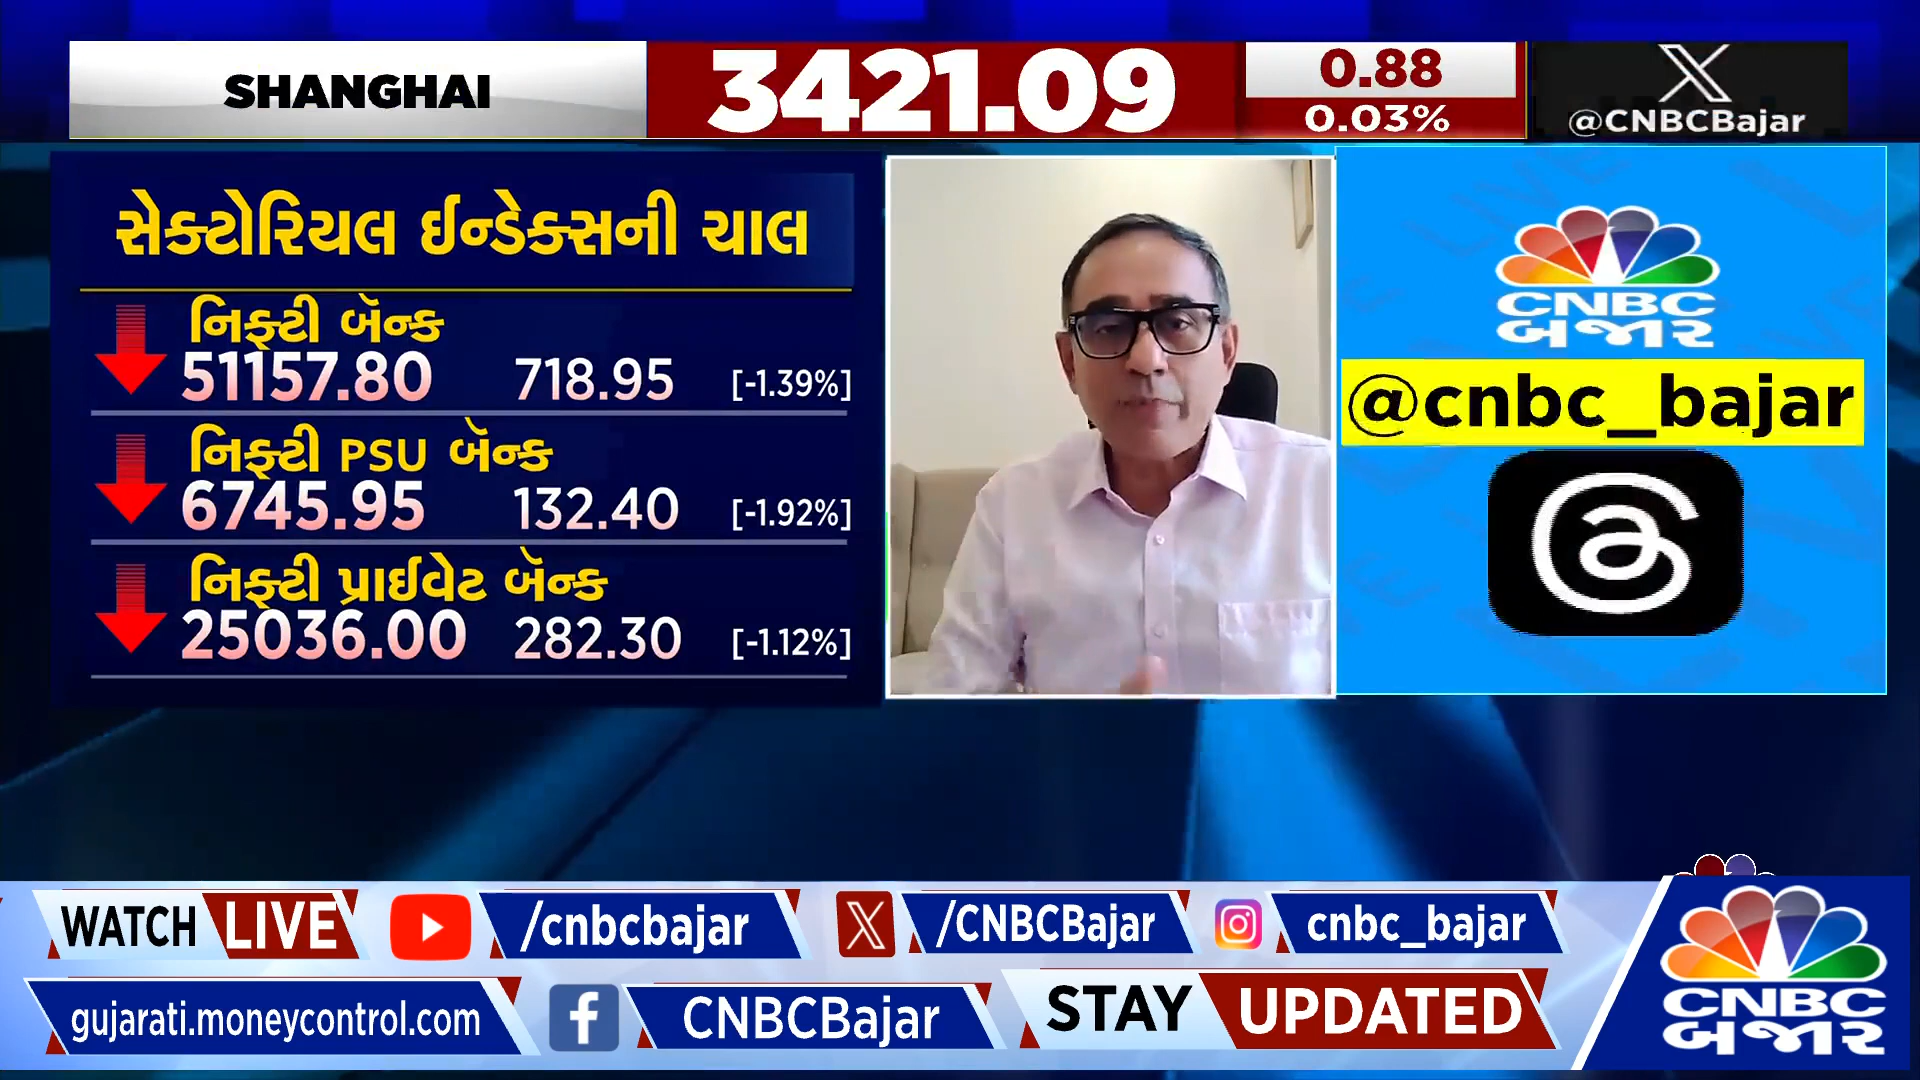 SHANGHAI
3421.09
0.88
0.03%
@CNBCBajar
સેક્ટોરિયલ ઈન્ડેક્સની ચાલ
નિફ્ટી બૅન્ક
51157.80 718.95 [-1.39%]
નિફ્ટી PSU બૅન્ક
6745.95 132.40 [-1.92%]
નિફ્ટી પ્રાઈવેટ બૅન્ક
25036.00 282.30 [-1.12%]
CNBC
બજાર
@cnbc_bajar
WATCH LIVE /cnbcbajar /CNBCBajar cnbc_bajar
gujarati.moneycontrol.com CNBCBajar STAY UPDATED
CNBC
બજાર